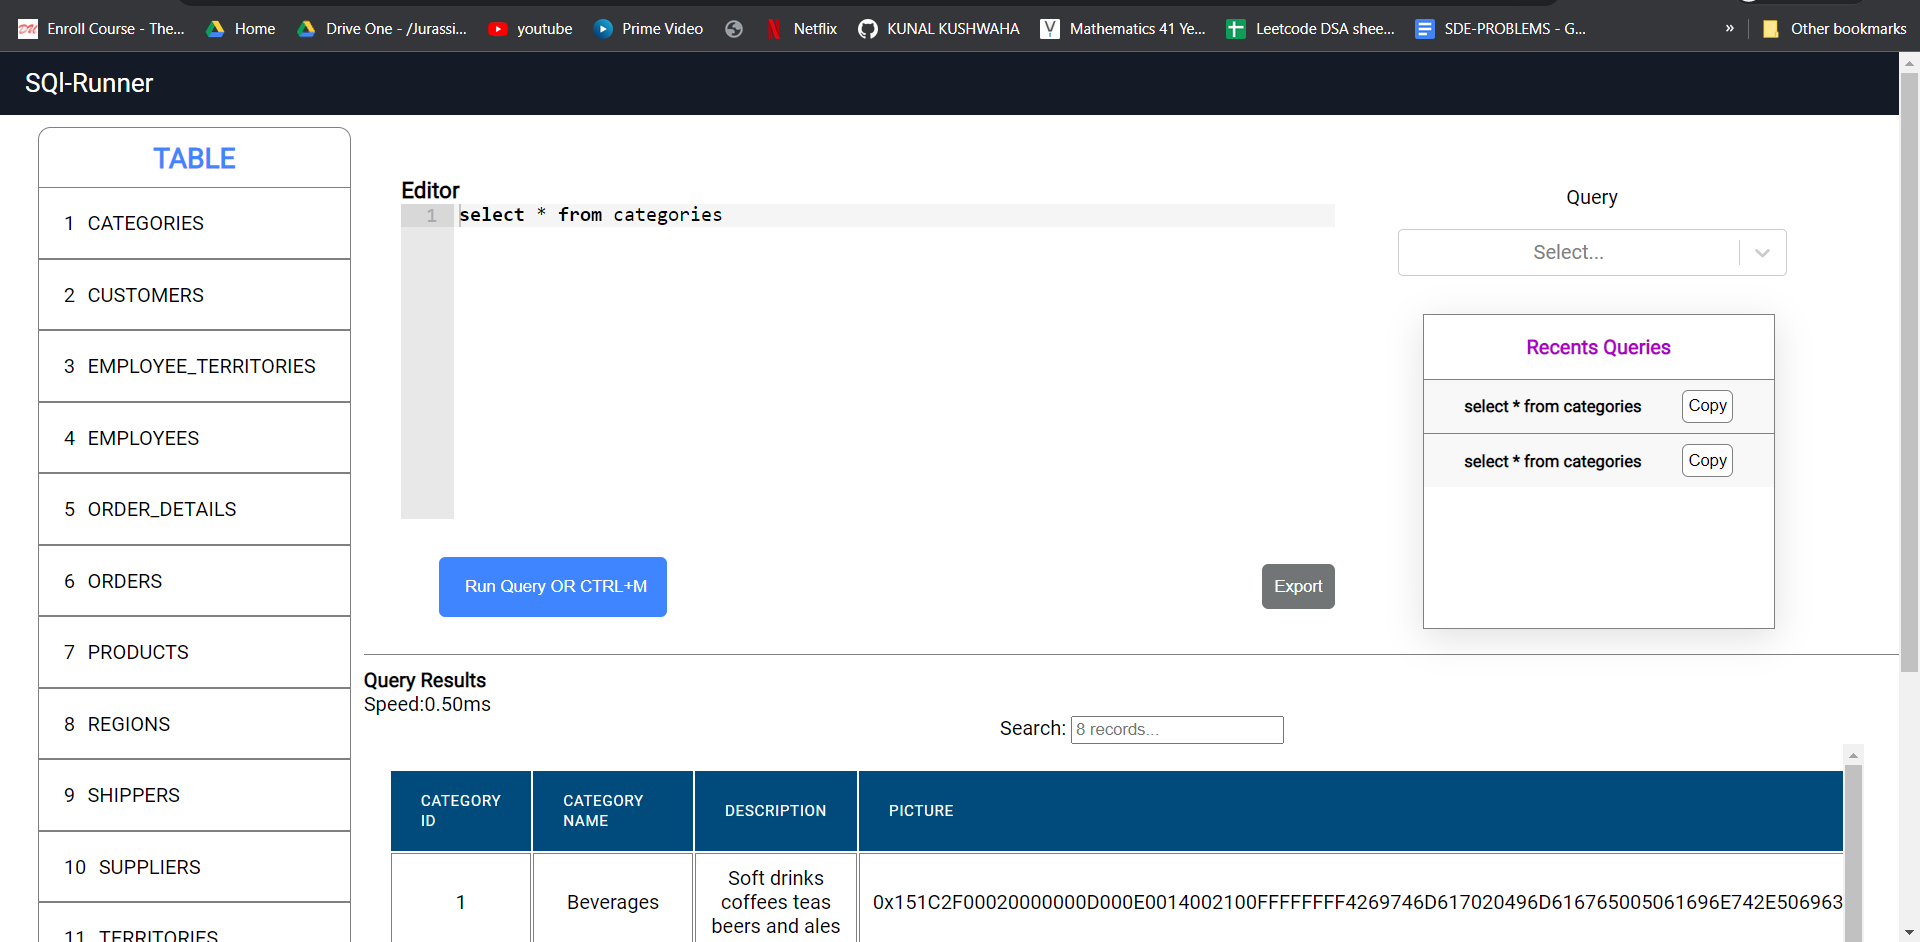 Enroll Course - The... Home Drive One - /Jurassi... youtube Prime Video Netflix KUNAL KUSHWAHA Mathematics 41 Ye... Leetcode DSA shee... SDE-PROBLEMS - G... » Other bookmarks
SQl-Runner
TABLE
1 CATEGORIES
2 CUSTOMERS
3 EMPLOYEE_TERRITORIES
4 EMPLOYEES
5 ORDER_DETAILS
6 ORDERS
7 PRODUCTS
8 REGIONS
9 SHIPPERS
10 SUPPLIERS
11 TERRITORIES
Editor
1 select * from categories
Run Query OR CTRL+M
Export
Query
Select...
Recents Queries
select * from categories Copy
select * from categories Copy
Query Results
Speed:0.50ms
Search: 8 records...
CATEGORY ID
CATEGORY NAME
DESCRIPTION
PICTURE
1
Beverages
Soft drinks
coffees teas
beers and ales
0x151C2F00020000000D000E0014002100FFFFFFFF4269746D617020496D616765005061696E742E506963